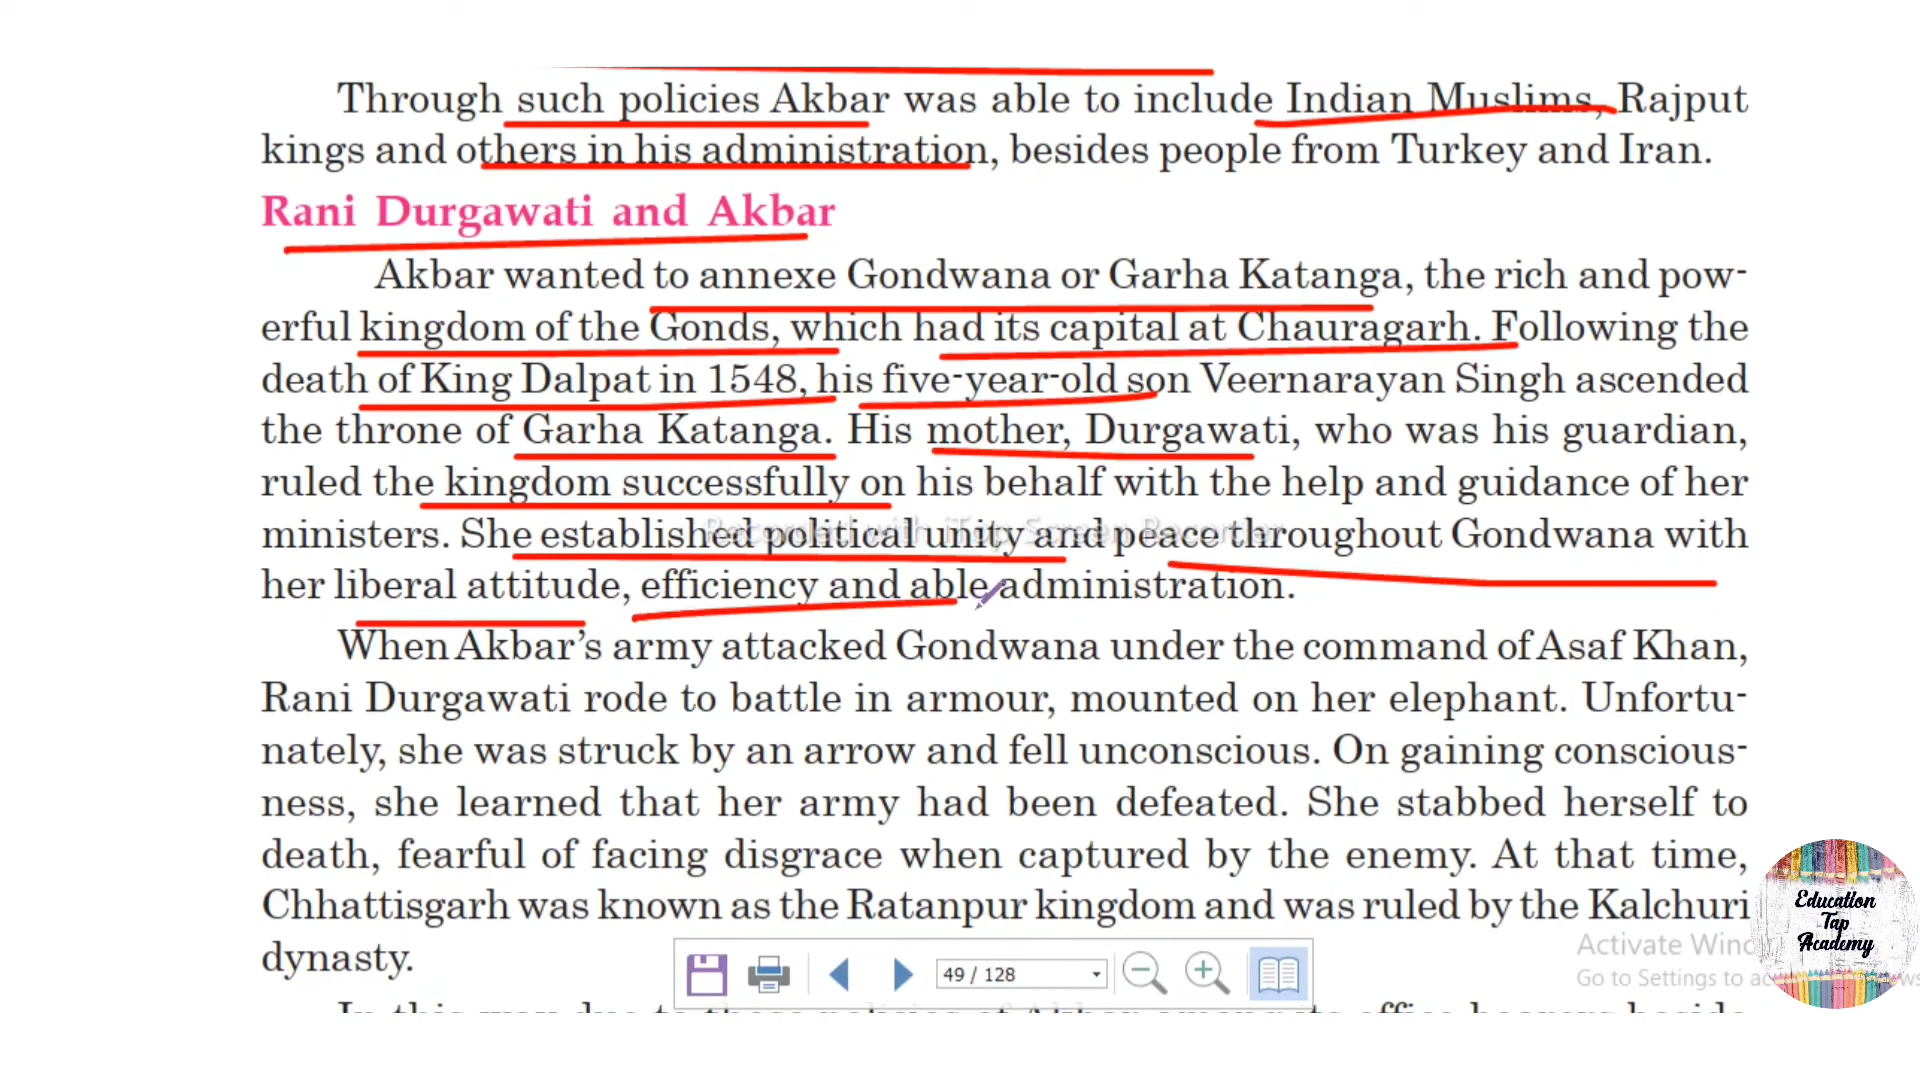 Through such policies Akbar was able to include Indian Muslims, Rajput
kings and others in his administration, besides people from Turkey and Iran.
Rani Durgawati and Akbar
Akbar wanted to annexe Gondwana or Garha Katanga, the rich and pow-
erful kingdom of the Gonds, which had its capital at Chauragarh. Following the
death of King Dalpat in 1548, his five-year-old son Veernarayan Singh ascended
the throne of Garha Katanga. His mother, Durgawati, who was his guardian,
ruled the kingdom successfully on his behalf with the help and guidance of her
ministers. She established political unity and peace throughout Gondwana with
Recorded with iTop Screen Recorder
her liberal attitude, efficiency and able administration.
When Akbar's army attacked Gondwana under the command of Asaf Khan,
Rani Durgawati rode to battle in armour, mounted on her elephant. Unfortu-
nately, she was struck by an arrow and fell unconscious. On gaining conscious-
ness, she learned that her army had been defeated. She stabbed herself to
death, fearful of facing disgrace when captured by the enemy. At that time,
Chhattisgarh was known as the Ratanpur kingdom and was ruled by the Kalchuri
dynasty.
49 / 128
Education
Tap
Academy
Activate
Go to Settings to